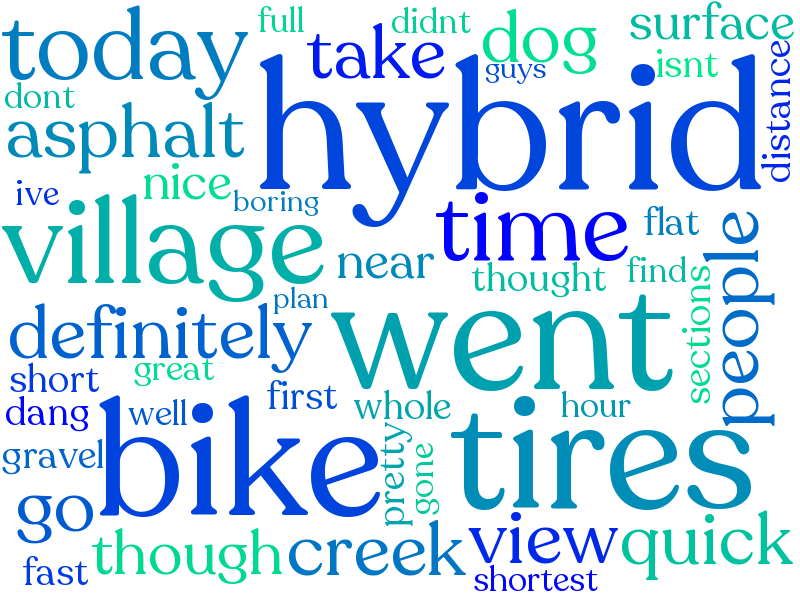 full
didnt
surface
today
take
dog
guys
isnt
distance
dont
asphalt
hybrid
ive
nice
boring
village
time
flat
people
near
thought
find
sections
plan
definitely
went
short
great
first
whole
hour
dang
well
bike
tires
gravel
pretty
gone
go
though
creek
view
quick
fast
shortest